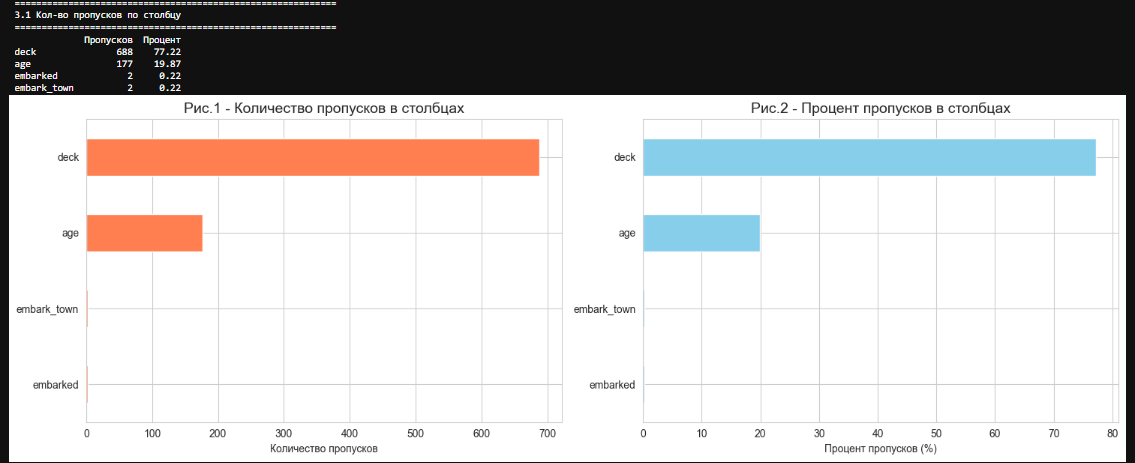 ============================================================
3.1 Кол-во пропусков по столбцу
============================================================
Пропусков Процент
deck 688 77.22
age 177 19.87
embarked 2 0.22
embark_town 2 0.22
Рис.1 - Количество пропусков в столбцах
deck
age
embark_town
embarked
0 100 200 300 400 500 600 700
Количество пропусков
Рис.2 - Процент пропусков в столбцах
deck
age
embark_town
embarked
0 10 20 30 40 50 60 70 80
Процент пропусков (%)